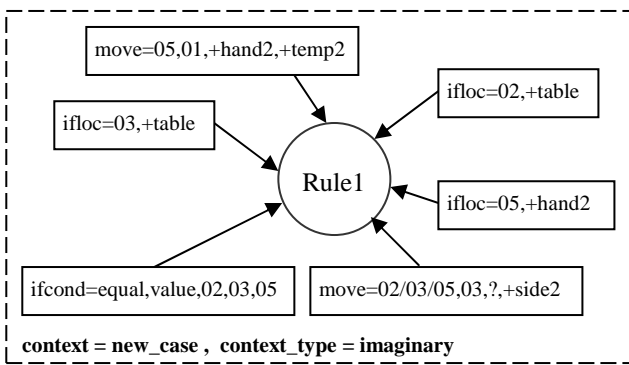 move=05,01,+hand2,+temp2
ifloc=02,+table
ifloc=03,+table
Rule1
ifloc=05,+hand2
ifcond=equal,value,02,03,05
move=02/03/05,03,?,+side2
context = new_case , context_type = imaginary